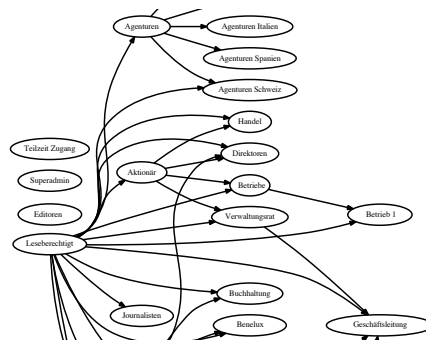 Agenturen
Agenturen Italien
Agenturen Spanien
Agenturen Schweiz
Handel
Teilzeit Zugang
Direktoren
Superadmin
Aktionär
Betriebe
Editoren
Verwaltungsrat
Betrieb 1
Leseberechtigt
Buchhaltung
Journalisten
Benelux
Geschäftsleitung